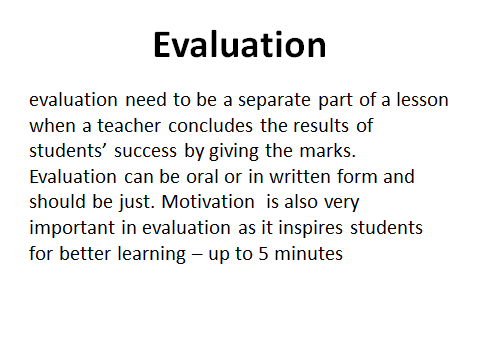 Evaluation
evaluation need to be a separate part of a lesson
when a teacher concludes the results of
students’ success by giving the marks.
Evaluation can be oral or in written form and
should be just. Motivation  is also very
important in evaluation as it inspires students
for better learning – up to 5 minutes